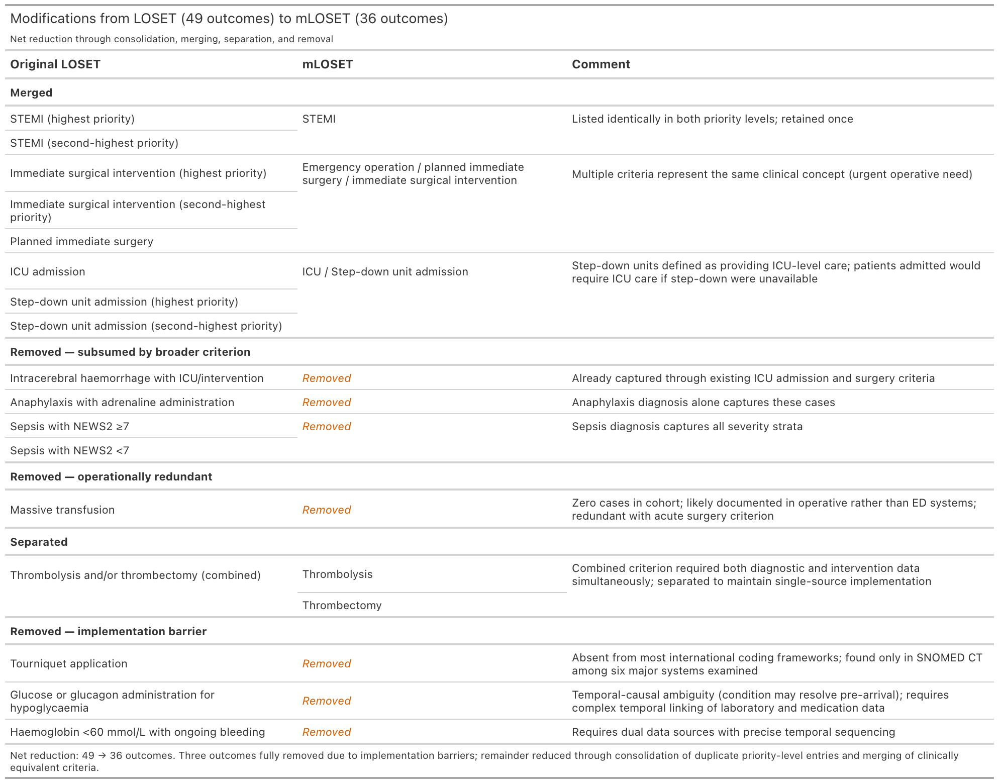 Modifications from LOSET (49 outcomes) to mLOSET (36 outcomes)
Net reduction through consolidation, merging, separation, and removal
Original LOSET
mLOSET
Comment
Merged
STEMI (highest priority)
STEMI
Listed identically in both priority levels; retained once
STEMI (second-highest priority)
Immediate surgical intervention (highest priority)
Emergency operation / planned immediate
surgery / immediate surgical intervention
Multiple criteria represent the same clinical concept (urgent operative need)
Immediate surgical intervention (second-highest
priority)
Planned immediate surgery
ICU admission
ICU / Step-down unit admission
Step-down units defined as providing ICU-level care; patients admitted would
require ICU care if step-down were unavailable
Step-down unit admission (highest priority)
Step-down unit admission (second-highest priority)
Removed — subsumed by broader criterion
Intracerebral haemorrhage with ICU/intervention
Removed
Already captured through existing ICU admission and surgery criteria
Anaphylaxis with adrenaline administration
Removed
Anaphylaxis diagnosis alone captures these cases
Sepsis with NEWS2 ≥7
Removed
Sepsis diagnosis captures all severity strata
Sepsis with NEWS2 <7
Removed — operationally redundant
Massive transfusion
Removed
Zero cases in cohort; likely documented in operative rather than ED systems;
redundant with acute surgery criterion
Separated
Thrombolysis and/or thrombectomy (combined)
Thrombolysis
Combined criterion required both diagnostic and intervention data
simultaneously; separated to maintain single-source implementation
Thrombectomy
Removed — implementation barrier
Tourniquet application
Removed
Absent from most international coding frameworks; found only in SNOMED CT
among six major systems examined
Glucose or glucagon administration for
hypoglycaemia
Removed
Temporal-causal ambiguity (condition may resolve pre-arrival); requires
complex temporal linking of laboratory and medication data
Haemoglobin <60 mmol/L with ongoing bleeding
Removed
Requires dual data sources with precise temporal sequencing
Net reduction: 49 → 36 outcomes. Three outcomes fully removed due to implementation barriers; remainder reduced through consolidation of duplicate priority-level entries and merging of clinically
equivalent criteria.